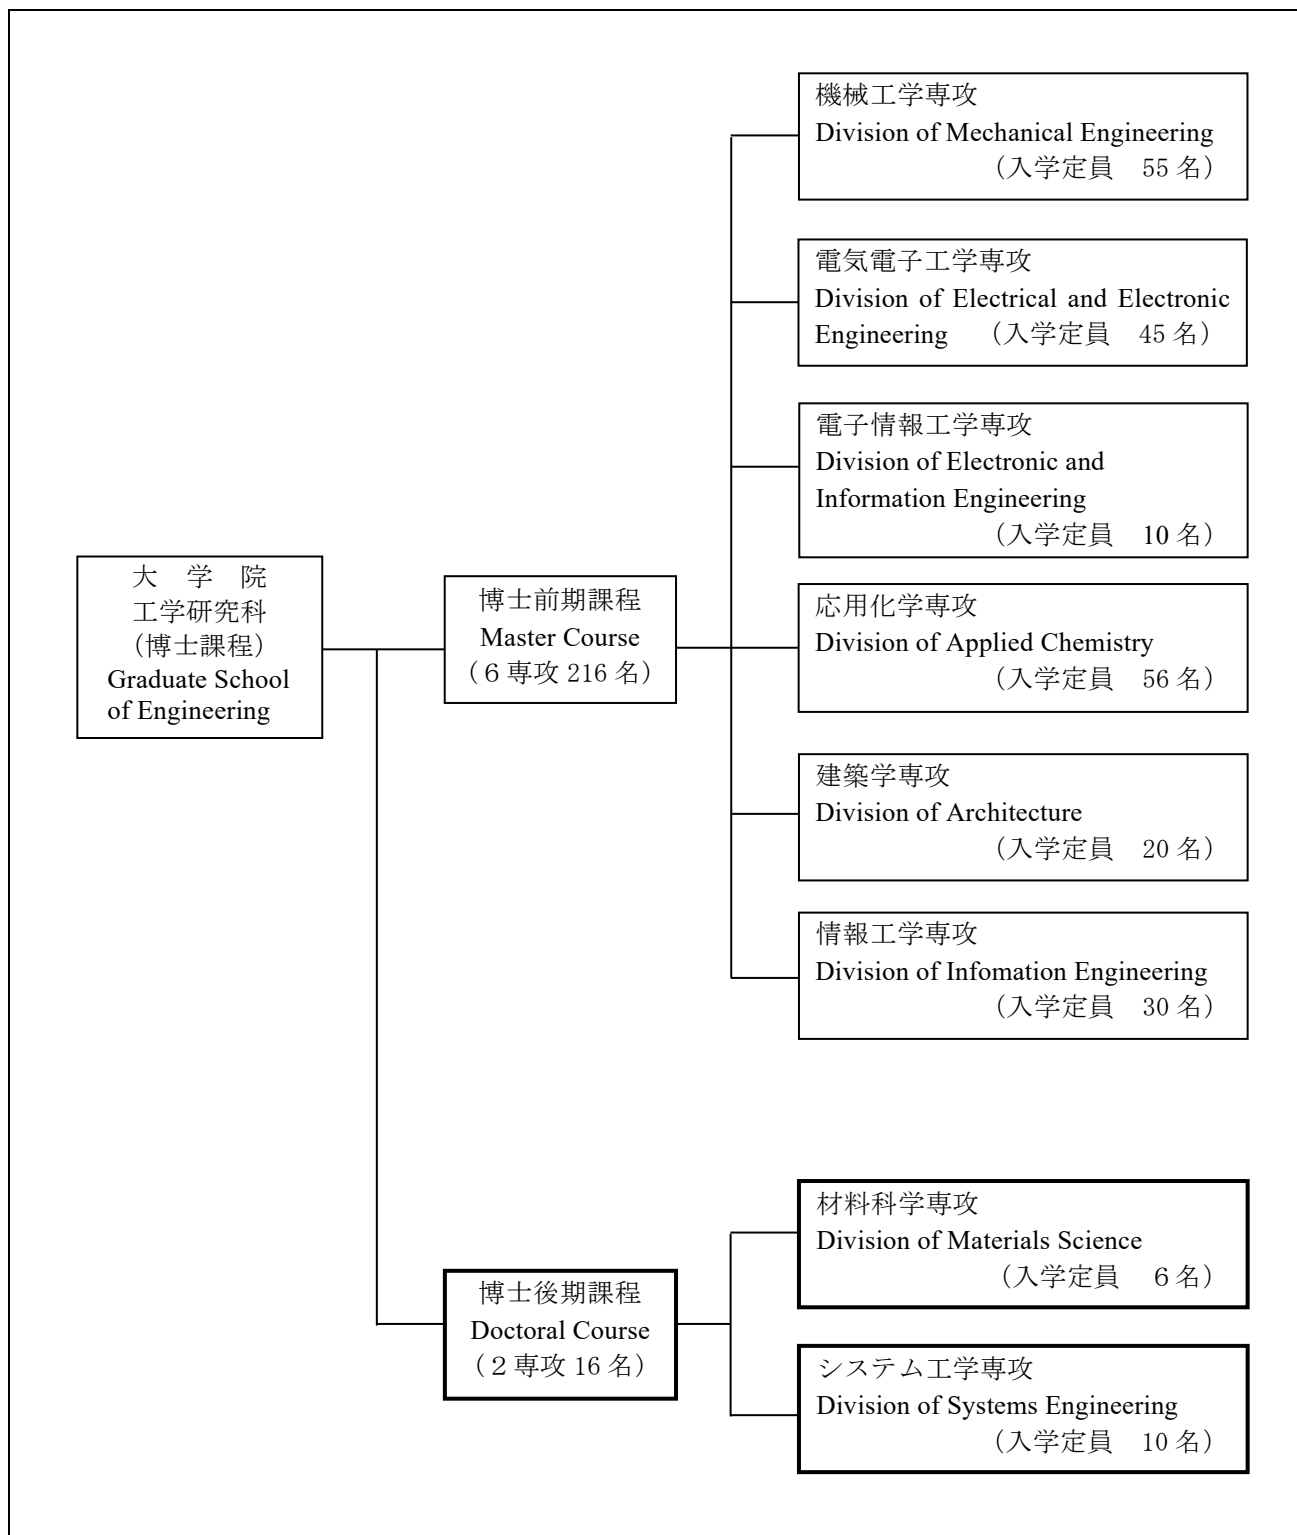 大 学 院
工学研究科
（博士課程）
Graduate School
of Engineering
博士前期課程
Master Course
（６専攻 216 名）
機械工学専攻
Division of Mechanical Engineering
（入学定員　55 名）
電気電子工学専攻
Division of Electrical and Electronic
Engineering　（入学定員　45 名）
電子情報工学専攻
Division of Electronic and
Information Engineering
（入学定員　10 名）
応用化学専攻
Division of Applied Chemistry
（入学定員　56 名）
建築学専攻
Division of Architecture
（入学定員　20 名）
情報工学専攻
Division of Infomation Engineering
（入学定員　30 名）
博士後期課程
Doctoral Course
（２専攻 16 名）
材料科学専攻
Division of Materials Science
（入学定員　６名）
システム工学専攻
Division of Systems Engineering
（入学定員　10 名）